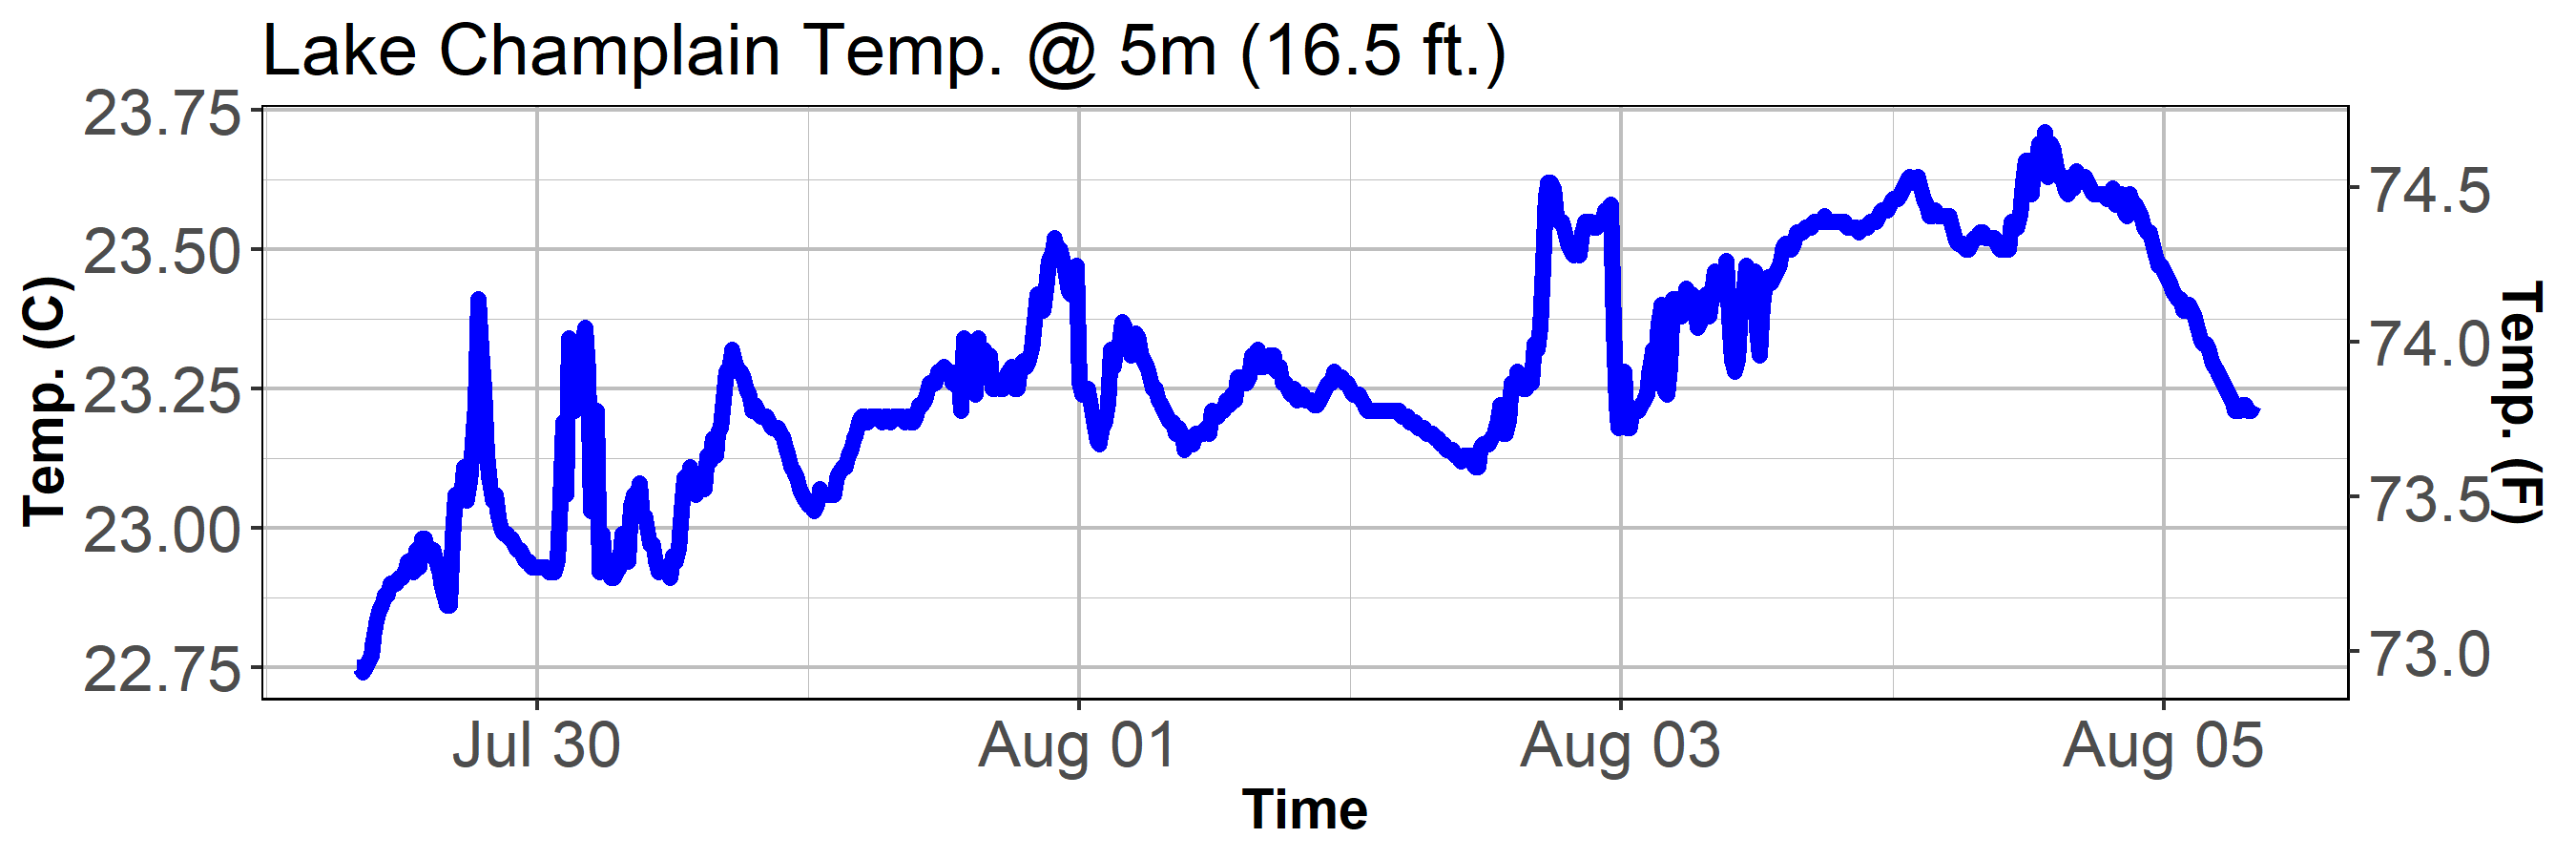 Lake Champlain Temp. @ 5m (16.5 ft.)
23.75
23.50
23.25
23.00
22.75
Temp. (C)
74.5
74.0
73.5
73.0
Temp. (F)
Jul 30
Aug 01
Aug 03
Aug 05
Time